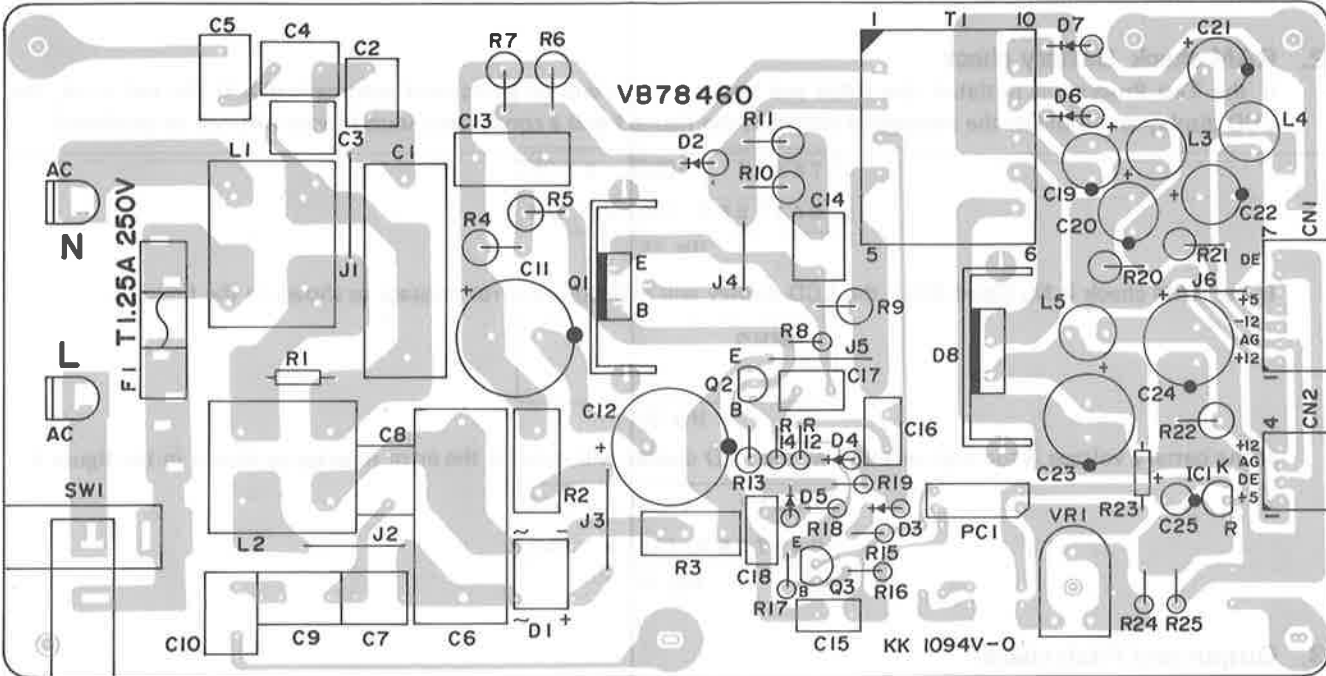 C5
C4
C2
R7
R6
1
T1
10
D7
C21
VB78460
C13
C3
L1
C1
D2
R11
R10
D6
L3
L4
AC
N
C19
C14
C20
C22
CN1
R4
R5
7
DE
5
6
R21
R20
F1 T1.25A 250V
J1
C11
Q1
E
B
J4
R9
L5
J6
+5
-12
AG
+12
1
L
R1
R8
J5
D8
E
Q2
B
C17
C24
AC
C12
C8
R
14
R
12
D4
C16
R22
CN2
4
+12
AG
DE
+5
1
SW1
R2
R13
R19
C23
R23
IC1
K
R
C25
L2
J2
J3
D5
R18
D3
PC1
VR1
~ -
~ +
D1
R3
C18
E
B
Q3
R15
R16
R17
C10
C9
C7
C6
C15
KK 1094V-0
R24
R25